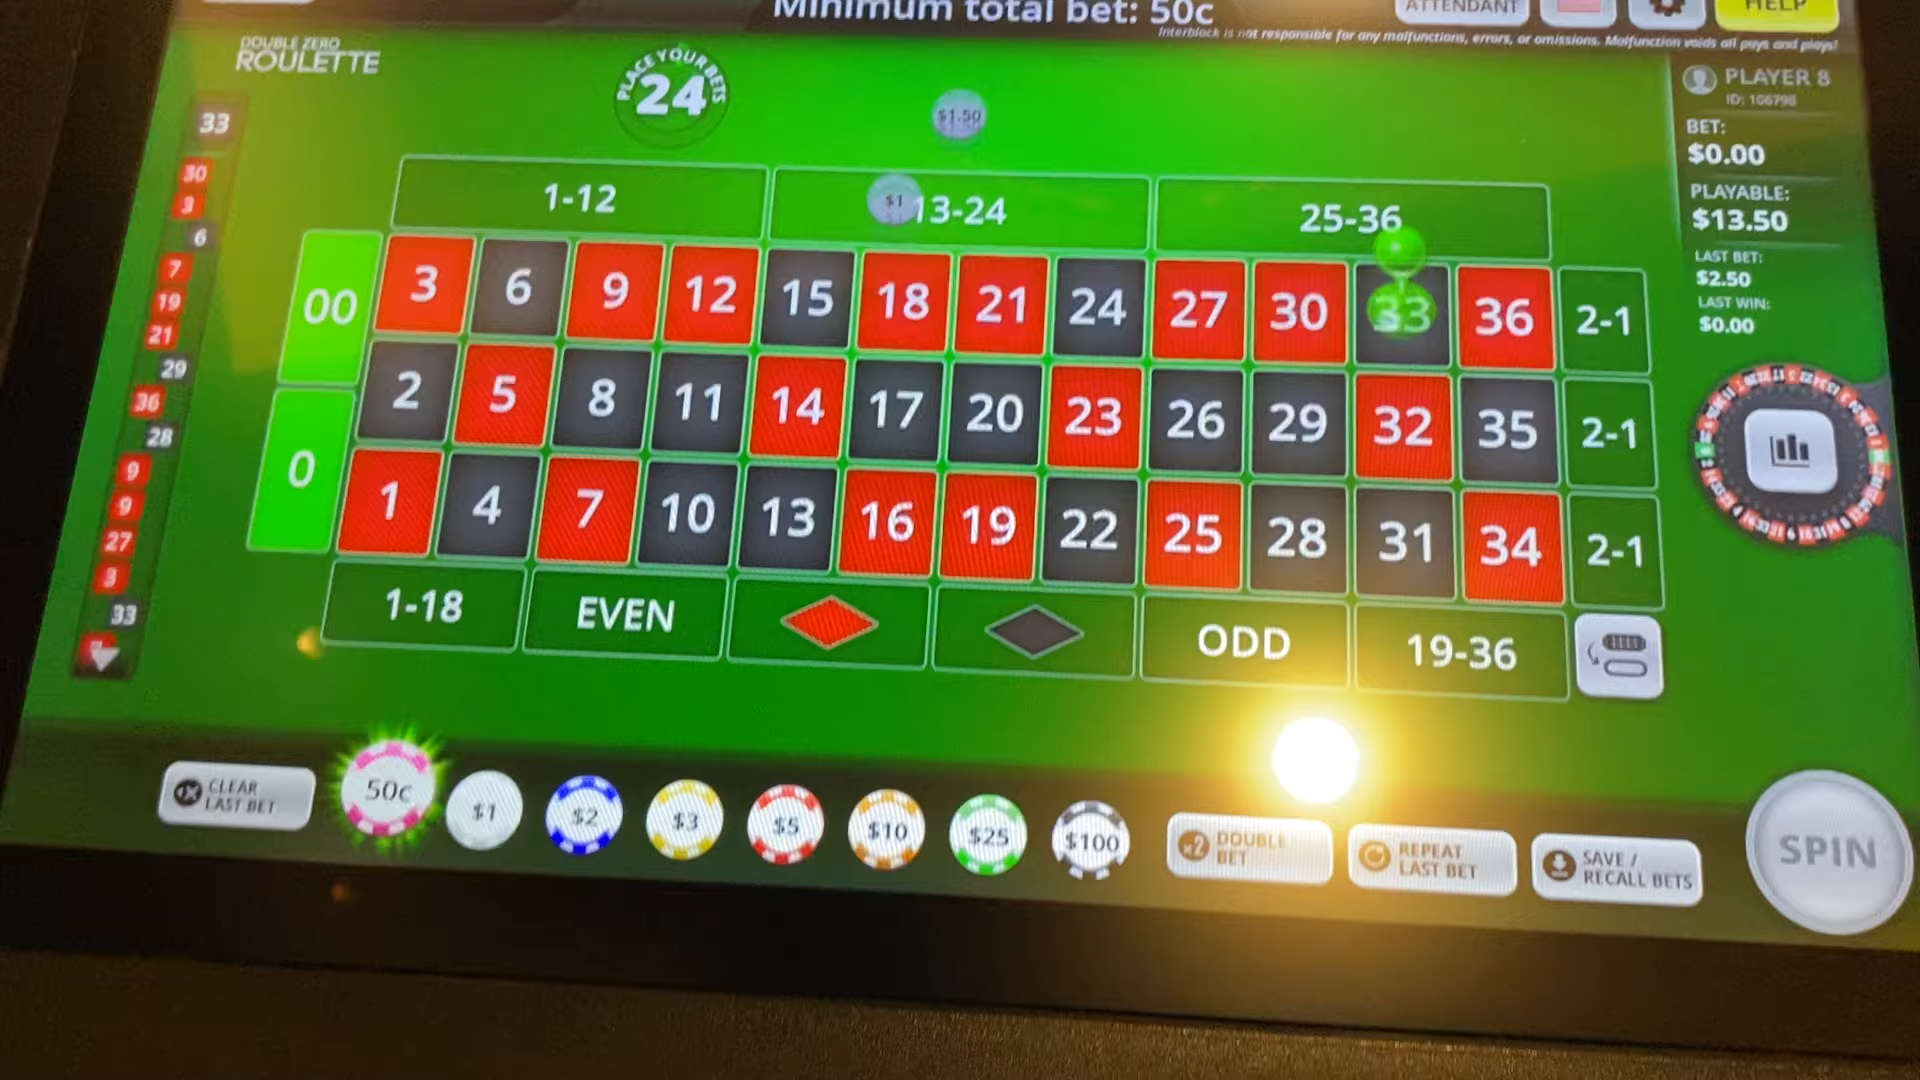 Minimum total bet: 50c
ATTENDANT
HELP
Interblock is not responsible for any malfunctions, errors, or omissions. Malfunction voids all pays and plays!
DOUBLE ZERO
ROULETTE
PLACE YOUR BETS
24
$1.50
PLAYER 8
ID: 106798
BET:
$0.00
PLAYABLE:
$13.50
LAST BET:
$2.50
LAST WIN:
$0.00
33
30
3
6
7
19
21
29
36
28
9
9
27
3
33
1-12
$1
13-24
25-36
00 3 6 9 12 15 18 21 24 27 30 33 36 2-1
2 5 8 11 14 17 20 23 26 29 32 35 2-1
0 1 4 7 10 13 16 19 22 25 28 31 34 2-1
1-18 EVEN ODD 19-36
CLEAR
LAST BET
50c $1 $2 $3 $5 $10 $25 $100
x2 DOUBLE
BET
REPEAT
LAST BET
SAVE /
RECALL BETS
SPIN